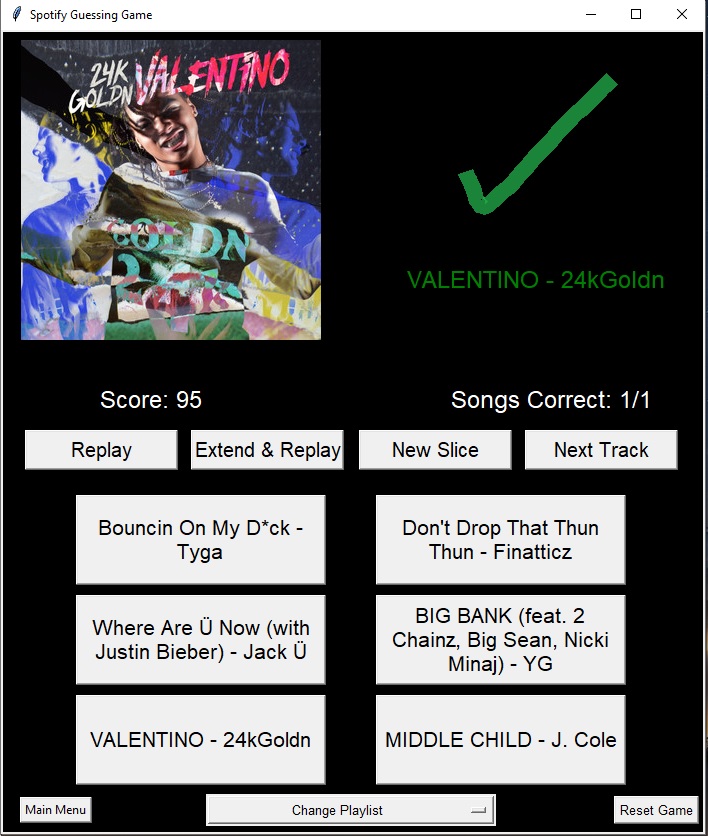 Spotify Guessing Game
24K
GOLDN VALENTINO
GOLDN
24K
VALENTINO - 24kGoldn
Score: 95
Songs Correct: 1/1
Replay
Extend & Replay
New Slice
Next Track
Bouncin On My D*ck -
Tyga
Don't Drop That Thun
Thun - Finatticz
Where Are Ü Now (with
Justin Bieber) - Jack Ü
BIG BANK (feat. 2
Chainz, Big Sean, Nicki
Minaj) - YG
VALENTINO - 24kGoldn
MIDDLE CHILD - J. Cole
Main Menu
Change Playlist
Reset Game